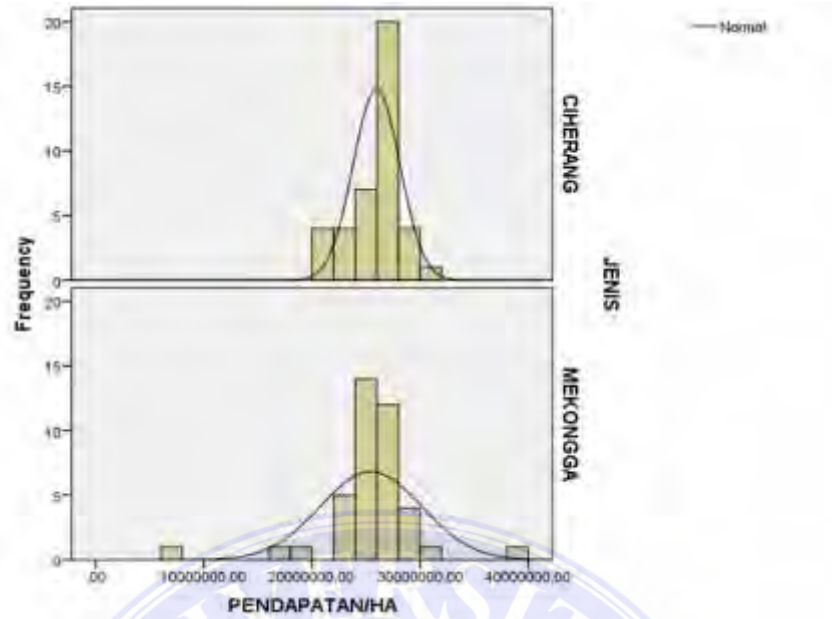 Normal
20
15
10
5
0
CIHERANG
Frequency
JENIS
20
15
10
5
0
MEKONGGA
,00 10000000,00 20000000,00 30000000,00 40000000,00
PENDAPATAN/HA